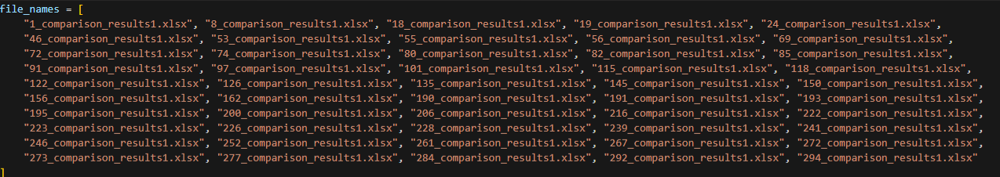 file_names = [
"1_comparison_results1.xlsx", "8_comparison_results1.xlsx", "18_comparison_results1.xlsx", "19_comparison_results1.xlsx", "24_comparison_results1.xlsx",
"46_comparison_results1.xlsx", "53_comparison_results1.xlsx", "55_comparison_results1.xlsx", "56_comparison_results1.xlsx", "69_comparison_results1.xlsx",
"72_comparison_results1.xlsx", "74_comparison_results1.xlsx", "80_comparison_results1.xlsx", "82_comparison_results1.xlsx", "85_comparison_results1.xlsx",
"91_comparison_results1.xlsx", "97_comparison_results1.xlsx", "101_comparison_results1.xlsx", "115_comparison_results1.xlsx", "118_comparison_results1.xlsx",
"122_comparison_results1.xlsx", "126_comparison_results1.xlsx", "135_comparison_results1.xlsx", "145_comparison_results1.xlsx", "150_comparison_results1.xlsx",
"156_comparison_results1.xlsx", "162_comparison_results1.xlsx", "190_comparison_results1.xlsx", "191_comparison_results1.xlsx", "193_comparison_results1.xlsx",
"195_comparison_results1.xlsx", "200_comparison_results1.xlsx", "206_comparison_results1.xlsx", "216_comparison_results1.xlsx", "222_comparison_results1.xlsx",
"223_comparison_results1.xlsx", "226_comparison_results1.xlsx", "228_comparison_results1.xlsx", "239_comparison_results1.xlsx", "241_comparison_results1.xlsx",
"246_comparison_results1.xlsx", "252_comparison_results1.xlsx", "261_comparison_results1.xlsx", "267_comparison_results1.xlsx", "272_comparison_results1.xlsx",
"273_comparison_results1.xlsx", "277_comparison_results1.xlsx", "284_comparison_results1.xlsx", "292_comparison_results1.xlsx", "294_comparison_results1.xlsx"
]